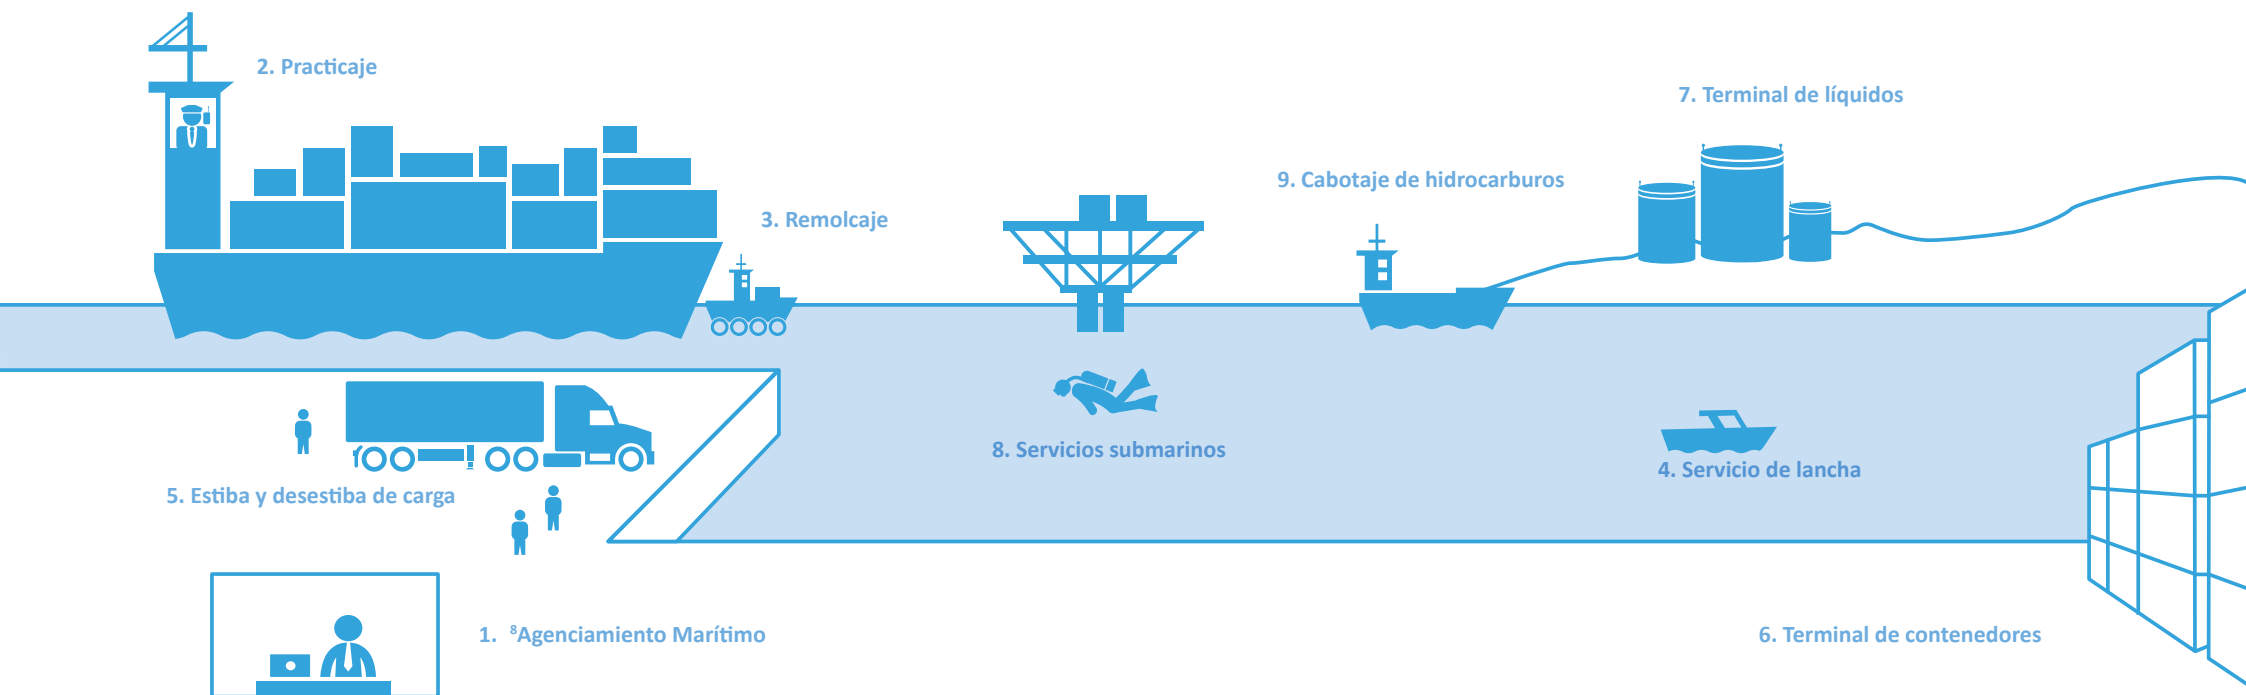 2. Practicaje
7. Terminal de líquidos
9. Cabotaje de hidrocarburos
3. Remolcaje
8. Servicios submarinos
4. Servicio de lancha
5. Estiba y desestiba de carga
1. ⁸Agenciamiento Marítimo
6. Terminal de contenedores